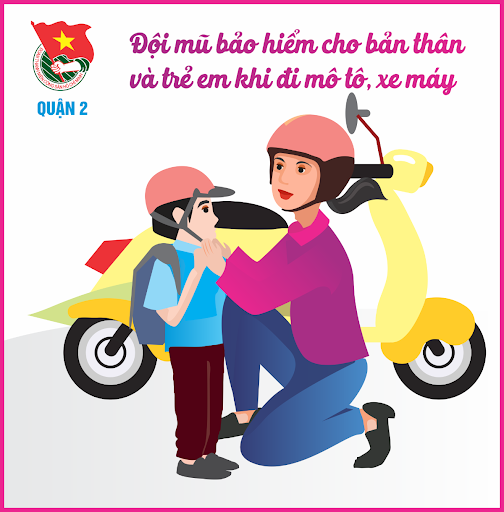 Đội mũ bảo hiểm cho bản thân
và trẻ em khi đi mô tô, xe máy
QUẬN 2